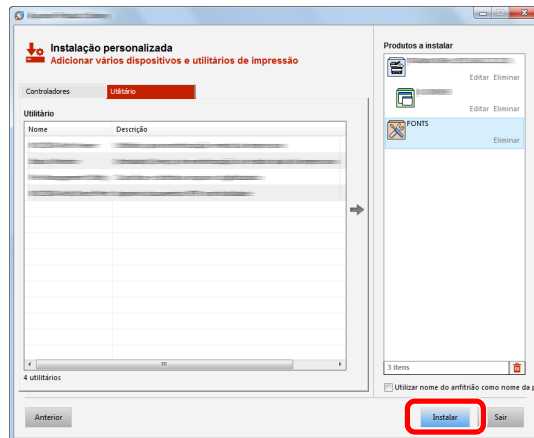 Instalação personalizada
Adicionar vários dispositivos e utilitários de impressão
Controladores
Utilitário
Utilitário
Nome
Descrição
4 utilitários
Produtos a instalar
Editar Eliminar
Editar Eliminar
FONTS
Eliminar
3 itens
Utilizar nome do anfitrião como nome da
Anterior
Instalar
Sair